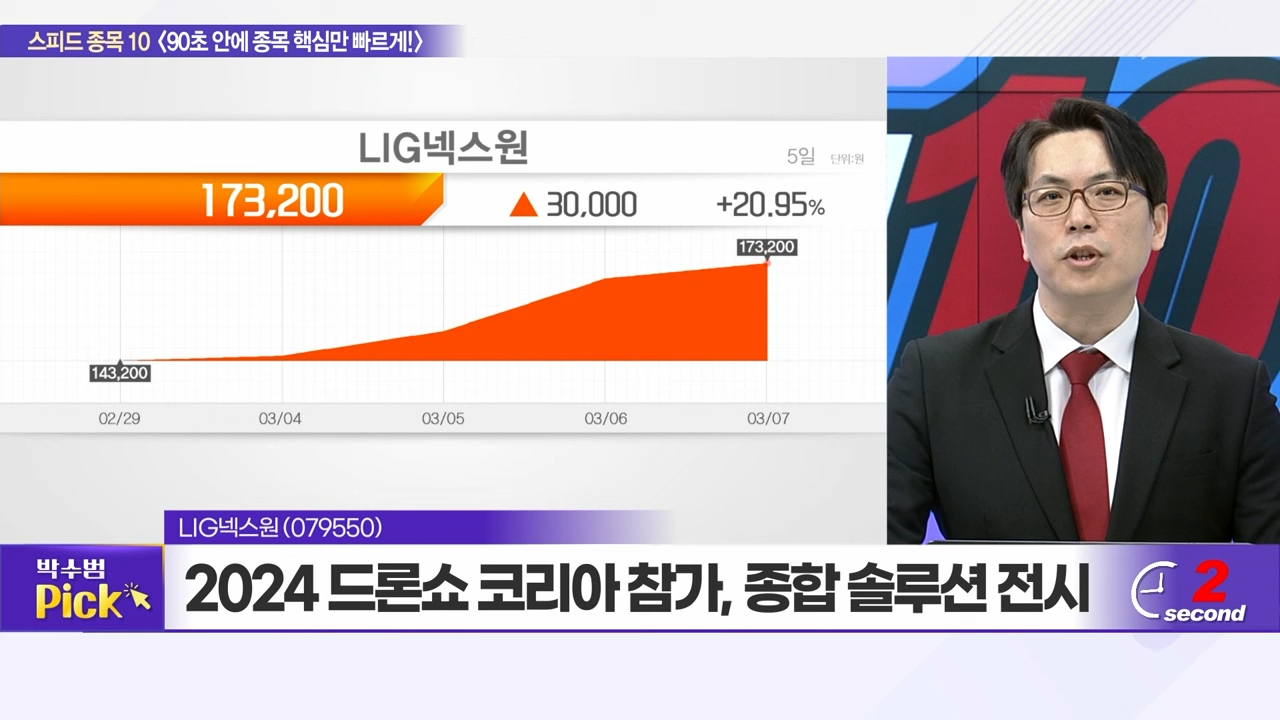 스피드 종목 10 〈90초 안에 종목 핵심만 빠르게!〉
LIG넥스원
5일 단위:원
173,200 ▲ 30,000 +20.95%
173,200
143,200
02/29 03/04 03/05 03/06 03/07
10
LIG넥스원(079550)
박수범
Pick
2024 드론쇼 코리아 참가, 종합 솔루션 전시
2
second